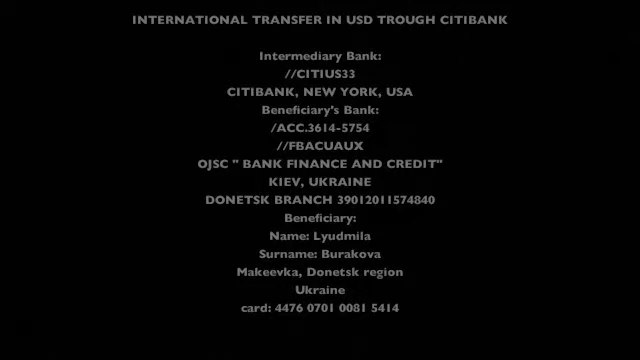 INTERNATIONAL TRANSFER IN USD TROUGH CITIBANK
Intermediary Bank:
//CITIUS33
CITIBANK, NEW YORK, USA
Beneficiary's Bank:
/ACC.3614-5754
//FBACUAUX
OJSC " BANK FINANCE AND CREDIT"
KIEV, UKRAINE
DONETSK BRANCH 39012011574840
Beneficiary:
Name: Lyudmila
Surname: Burakova
Makeevka, Donetsk region
Ukraine
card: 4476 0701 0081 5414